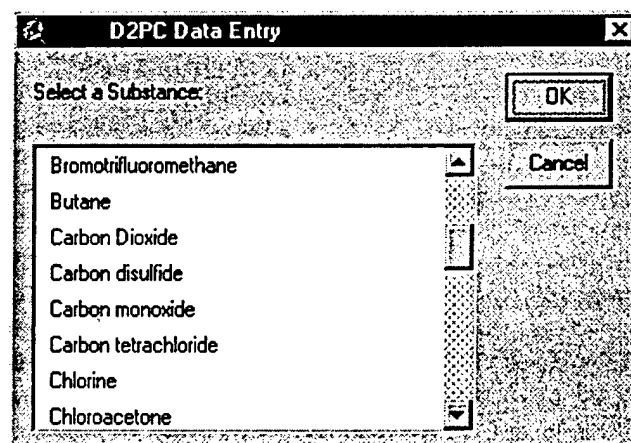 D2PC Data Entry
Select a Substance:
OK
Cancel
Bromotrifluoromethane
Butane
Carbon Dioxide
Carbon disulfide
Carbon monoxide
Carbon tetrachloride
Chlorine
Chloroacetone